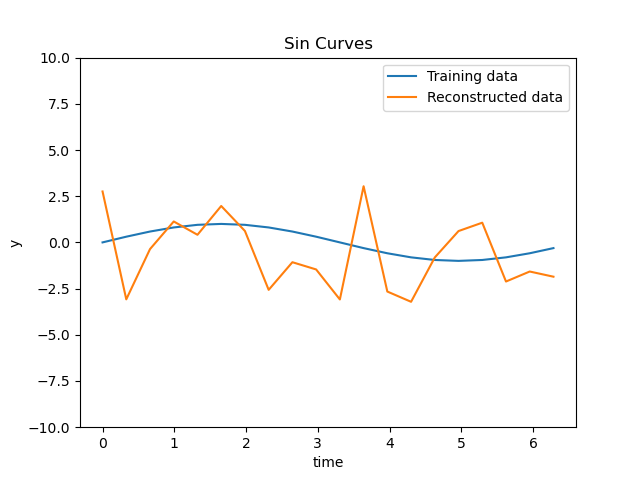 Sin Curves
Training data
Reconstructed data
10.0
7.5
5.0
2.5
0.0
−2.5
−5.0
−7.5
−10.0
y
0 1 2 3 4 5 6
time